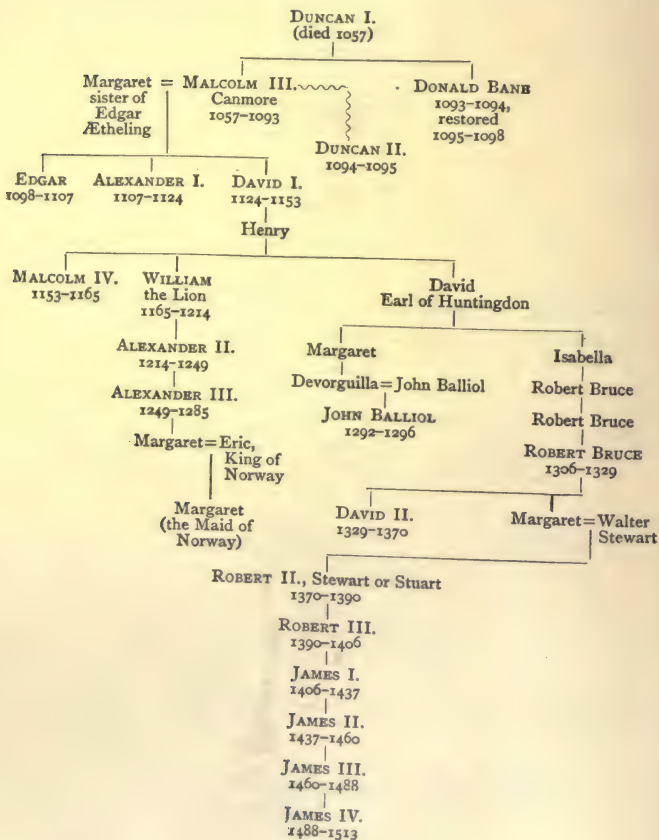 DUNCAN I.
(died 1057)
Margaret = MALCOLM III. DONALD BANE
sister of Canmore 1093–1094,
Edgar 1057–1093 restored
Ætheling 1095–1098
DUNCAN II.
1094–1095
EDGAR ALEXANDER I. DAVID I.
1098–1107 1107–1124 1124–1153
Henry
MALCOLM IV. WILLIAM David
1153–1165 the Lion Earl of Huntingdon
1165–1214
ALEXANDER II. Margaret Isabella
1214–1249
Devorguilla=John Balliol Robert Bruce
ALEXANDER III.
1249–1285 JOHN BALLIOL Robert Bruce
1292–1296
Margaret=Eric, ROBERT BRUCE
King of 1306–1329
Norway
Margaret DAVID II. Margaret=Walter
(the Maid of 1329–1370 Stewart
Norway)
ROBERT II., Stewart or Stuart
1370–1390
ROBERT III.
1390–1406
JAMES I.
1406–1437
JAMES II.
1437–1460
JAMES III.
1460–1488
JAMES IV.
1488–1513